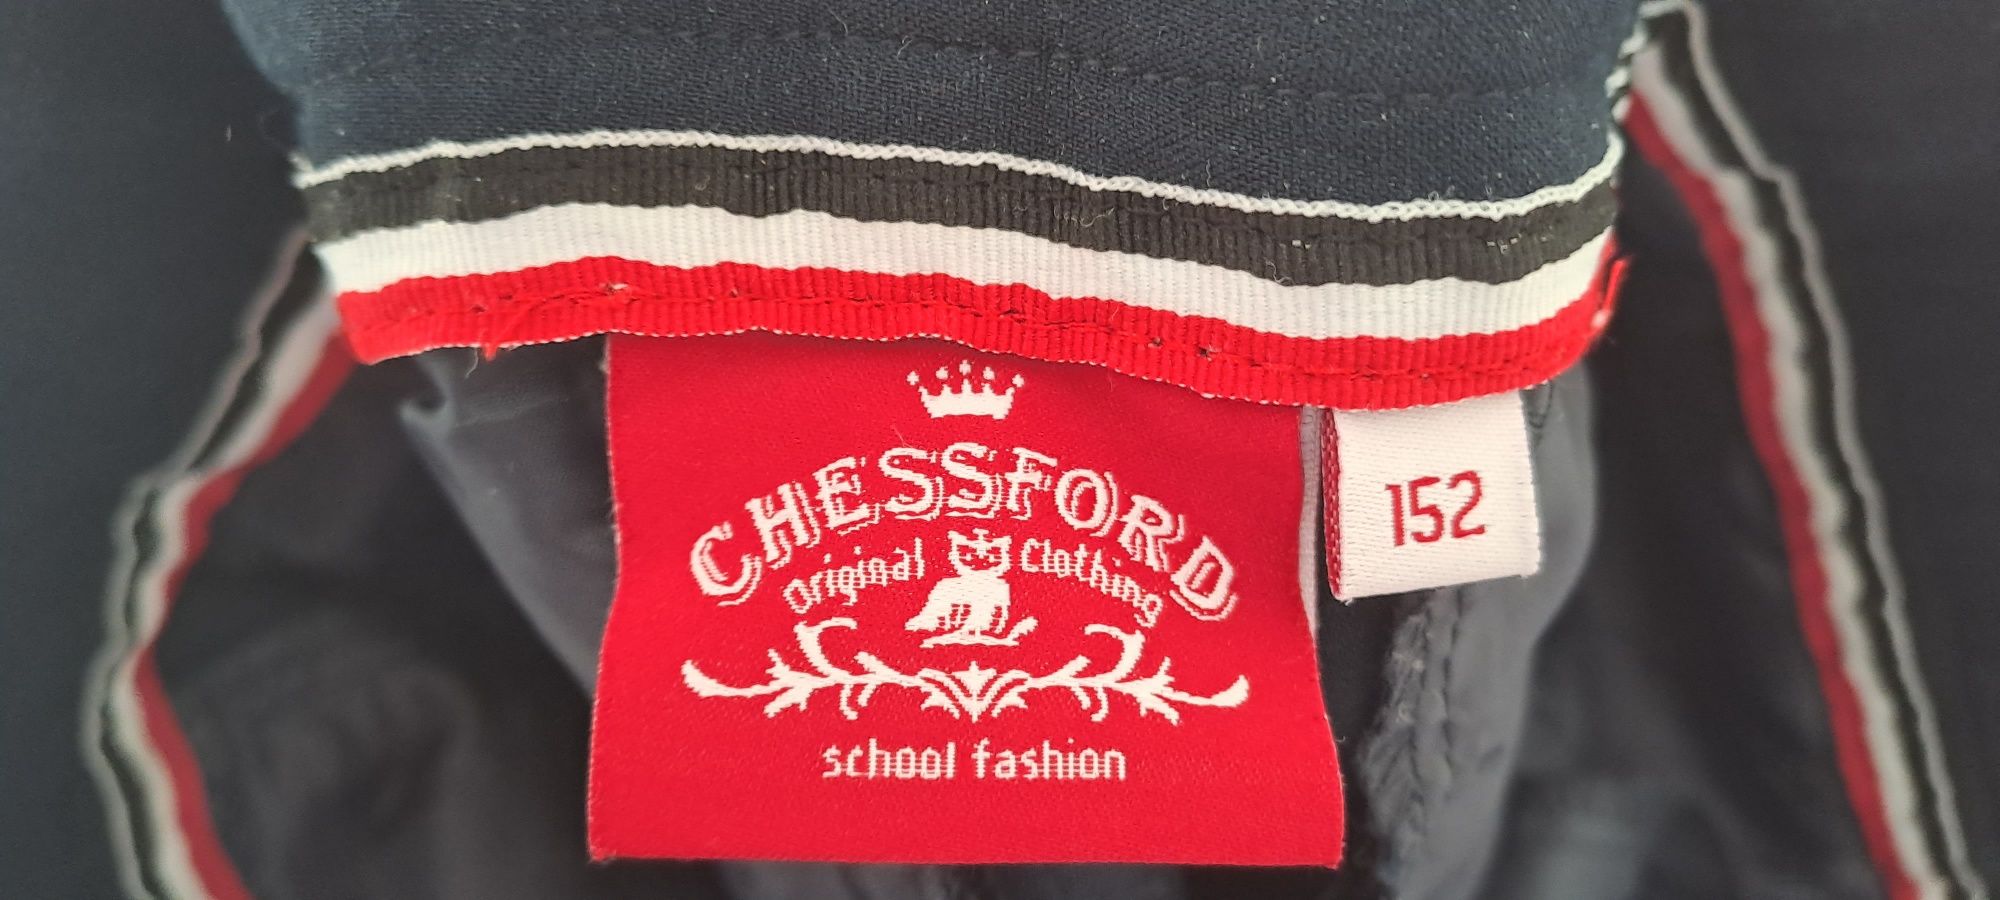 CHESSFORD
Original Clothing
school fashion
152